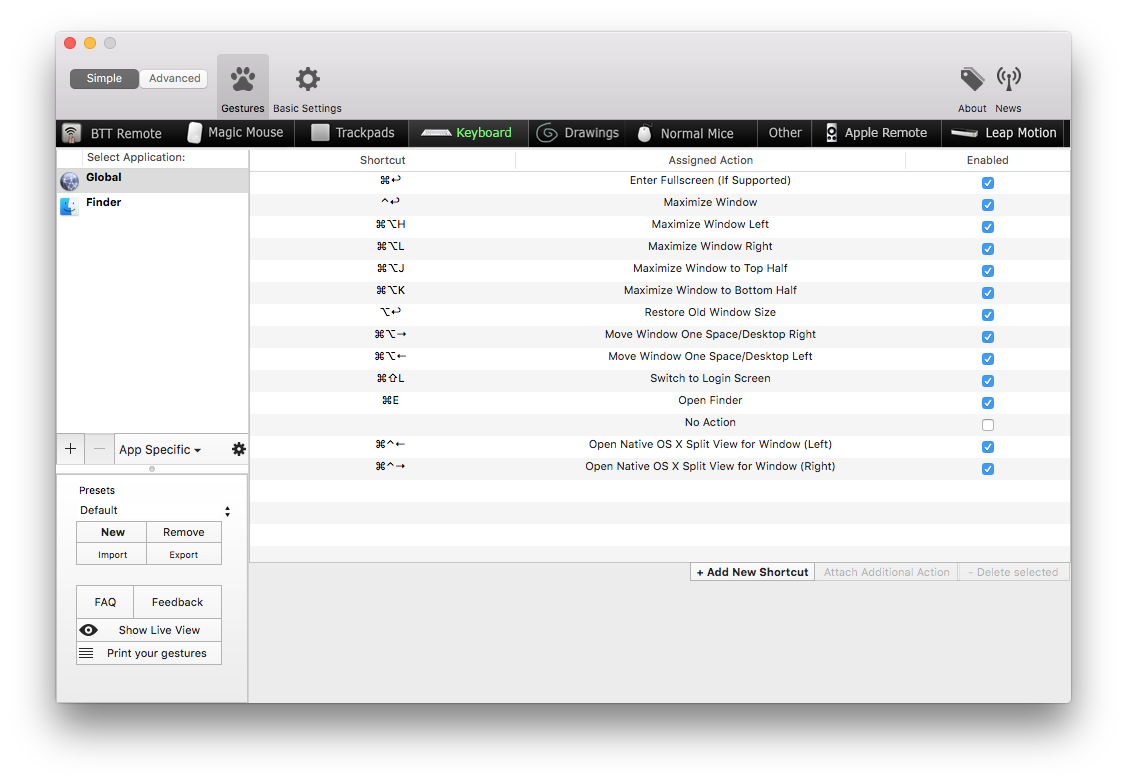 Simple Advanced
Gestures Basic Settings About News
BTT Remote Magic Mouse Trackpads Keyboard Drawings Normal Mice Other Apple Remote Leap Motion
Select Application:
Global
Finder
Shortcut Assigned Action Enabled
⌘↩ Enter Fullscreen (If Supported)
^↩ Maximize Window
⌘⌥H Maximize Window Left
⌘⌥L Maximize Window Right
⌘⌥J Maximize Window to Top Half
⌘⌥K Maximize Window to Bottom Half
⌥↩ Restore Old Window Size
⌘⌥→ Move Window One Space/Desktop Right
⌘⌥← Move Window One Space/Desktop Left
⌘⇧L Switch to Login Screen
⌘E Open Finder
No Action
⌘^← Open Native OS X Split View for Window (Left)
⌘^→ Open Native OS X Split View for Window (Right)
+ − App Specific
Presets
Default
New Remove
Import Export
FAQ Feedback
Show Live View
Print your gestures
+ Add New Shortcut Attach Additional Action - Delete selected